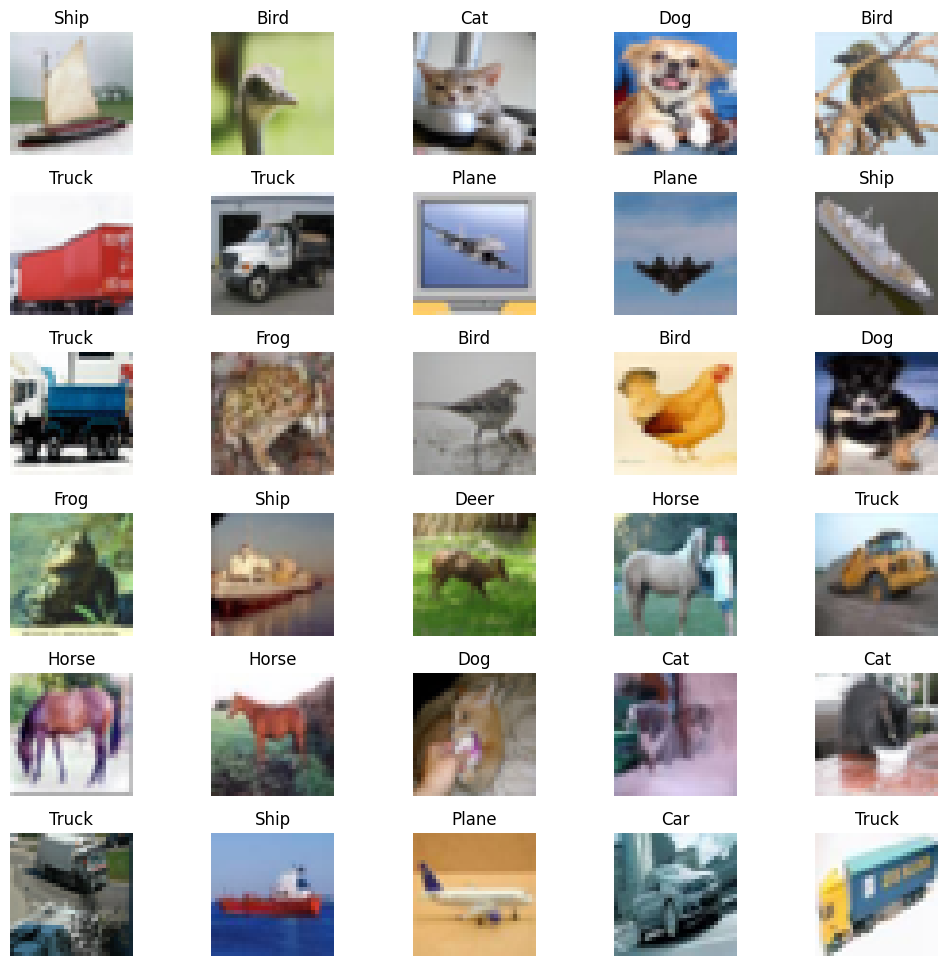 Ship Bird Cat Dog Bird
Truck Truck Plane Plane Ship
Truck Frog Bird Bird Dog
Frog Ship Deer Horse Truck
Horse Horse Dog Cat Cat
Truck Ship Plane Car Truck